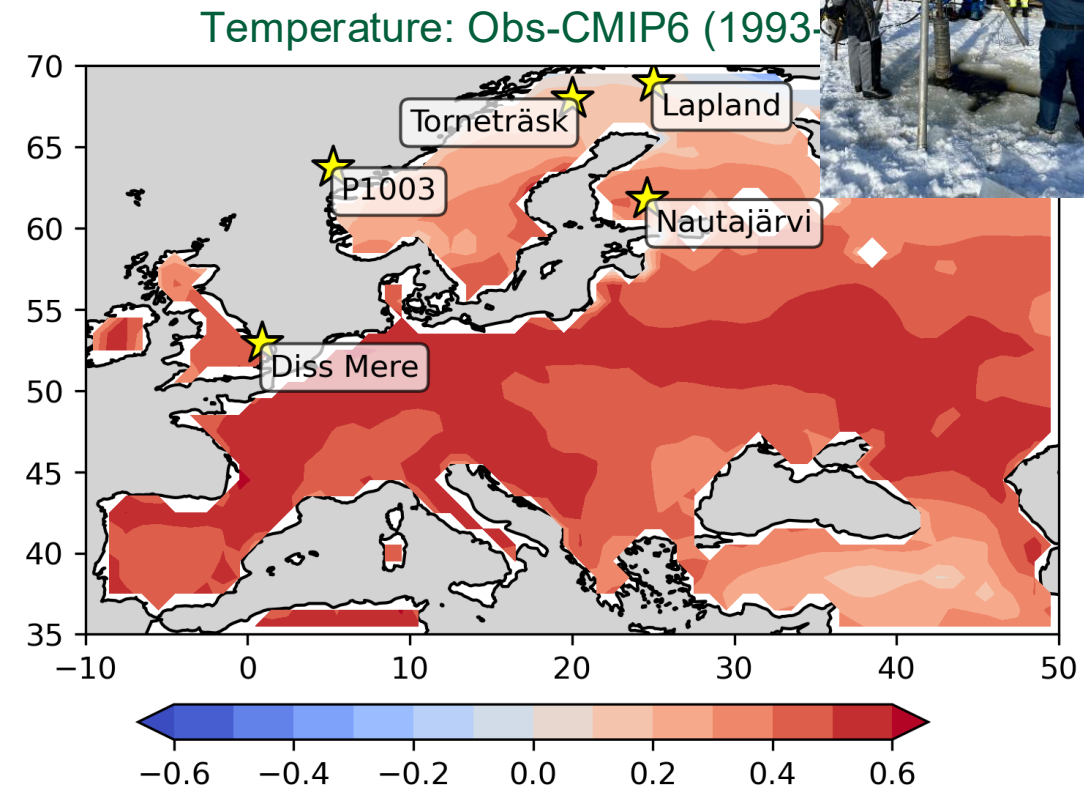 Temperature: Obs-CMIP6 (1993-
70
65
60
55
50
45
40
35
Torneträsk
Lapland
P1003
Nautajärvi
Diss Mere
−10 0 10 20 30 40 50
−0.6 −0.4 −0.2 0.0 0.2 0.4 0.6